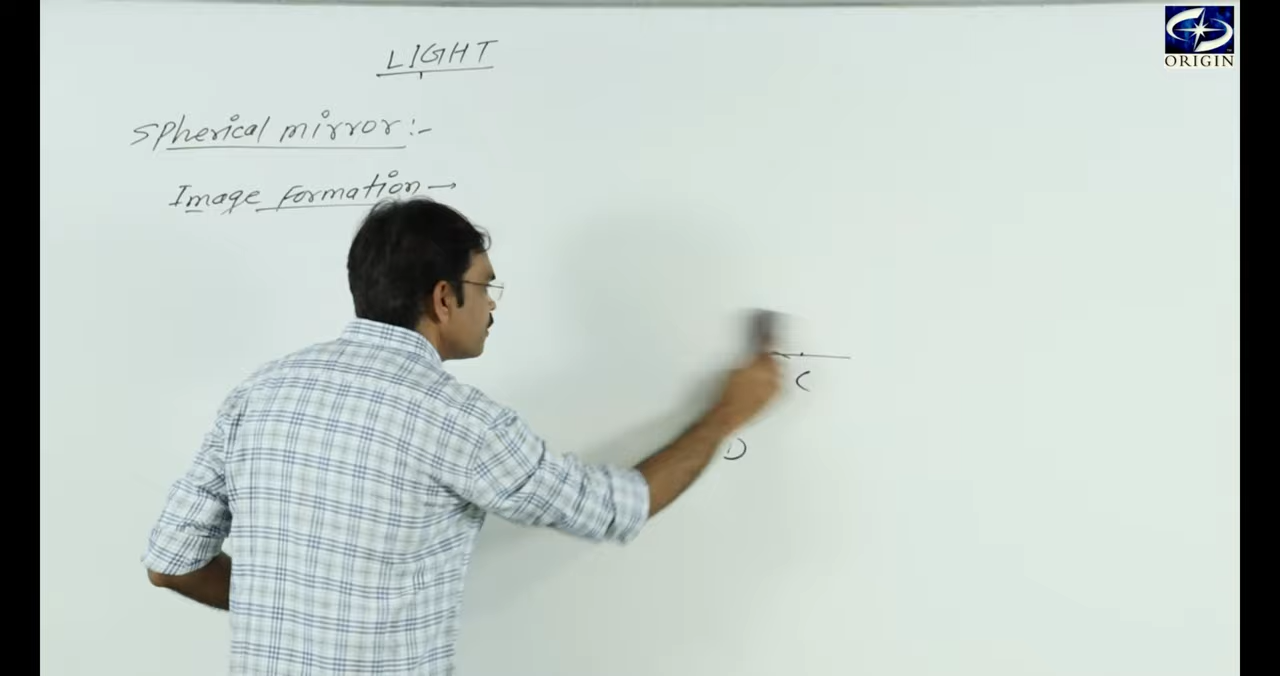 LIGHT
Spherical mirror:-
Image formation →
C
D
ORIGIN